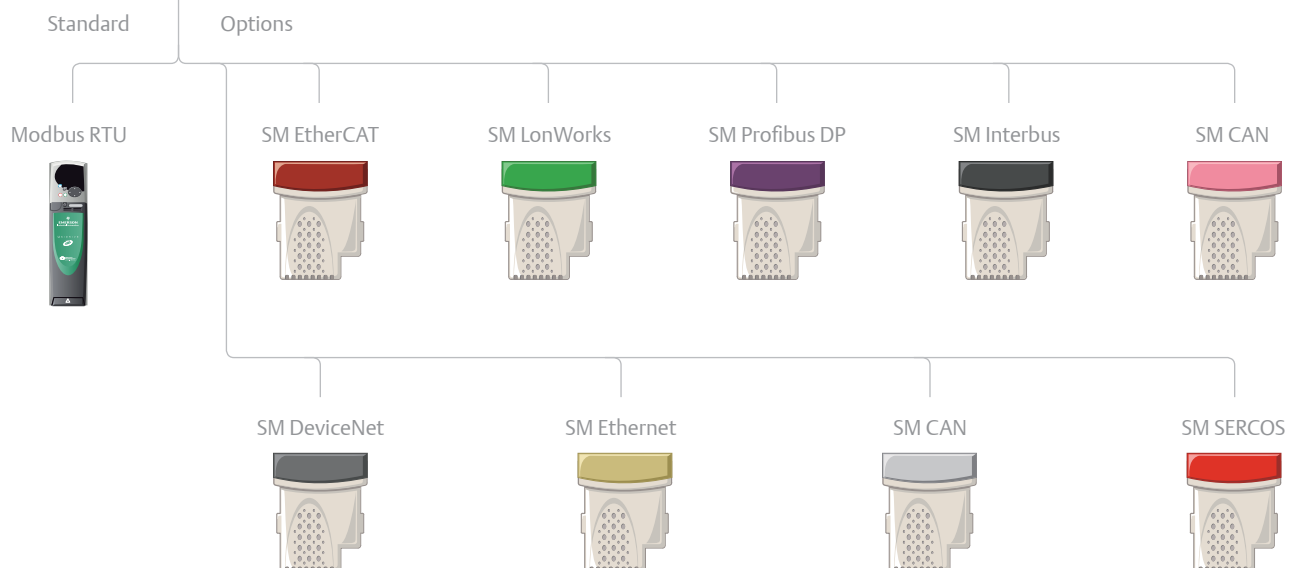 Standard
Options
Modbus RTU
SM EtherCAT
SM LonWorks
SM Profibus DP
SM Interbus
SM CAN
SM DeviceNet
SM Ethernet
SM CAN
SM SERCOS